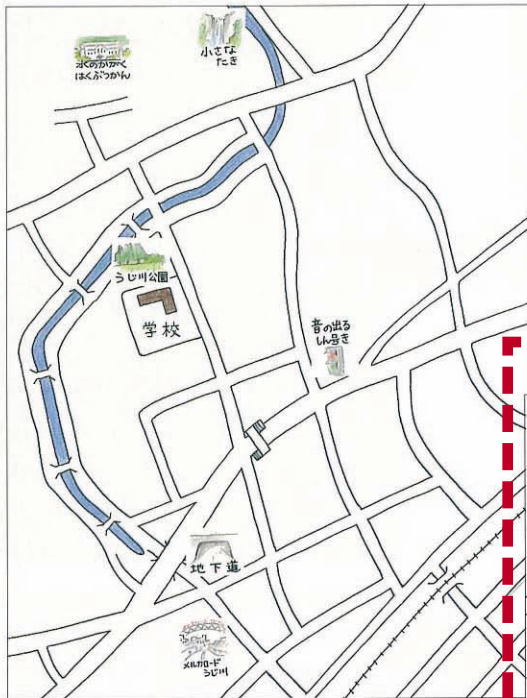 水のかがく
はくぶつかん
小さな
たき
うじ川公園
学校
音の出る
しん号き
地下道
メルカロード
うじ川